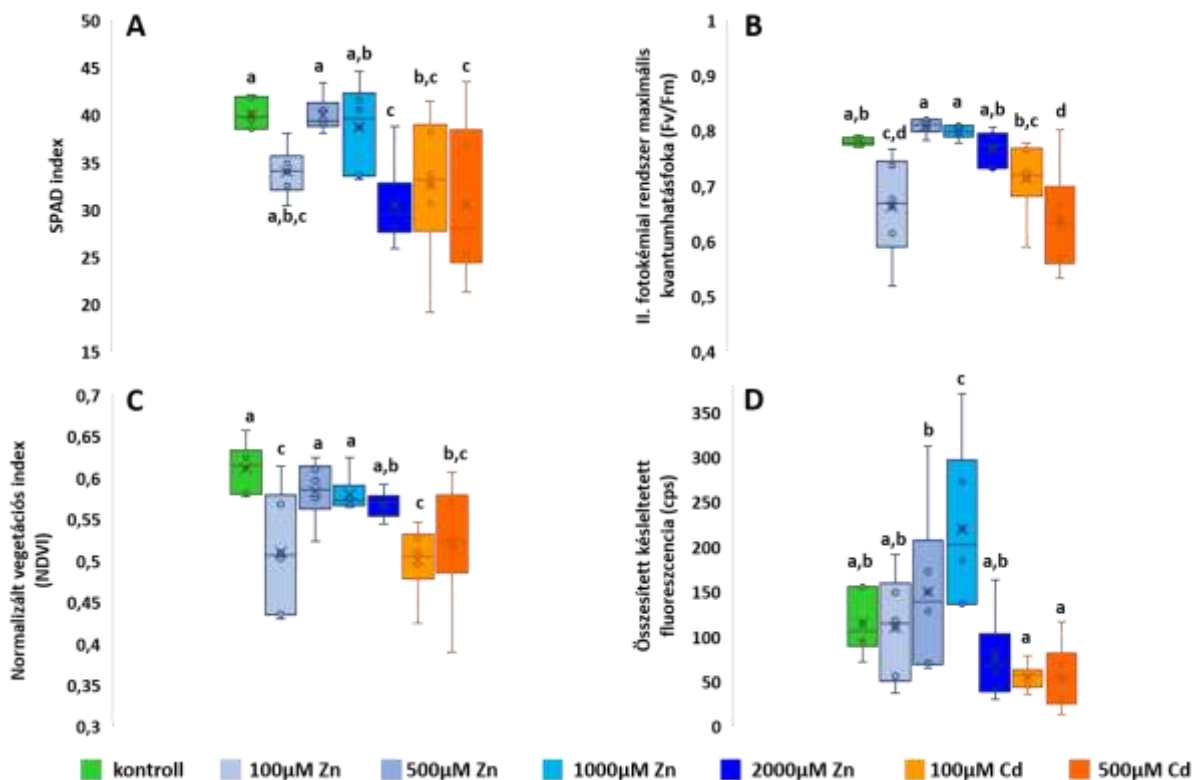 A
SPAD index
50
45
40
35
30
25
20
15
a
a,b,c
a
a,b
c
b,c
c
B
II. fotokémiai rendszer maximális
kvantumhatásfoka (Fv/Fm)
1
0,9
0,8
0,7
0,6
0,5
0,4
a,b
c,d
a
a
a,b
b,c
d
C
Normalizált vegetációs index
(NDVI)
0,7
0,65
0,6
0,55
0,5
0,45
0,4
0,35
0,3
a
c
a
a
a,b
c
b,c
D
Összesített késleltetett
fluoreszcencia (cps)
350
300
250
200
150
100
50
0
a,b
a,b
b
c
a,b
a
a
kontroll 100µM Zn 500µM Zn 1000µM Zn 2000µM Zn 100µM Cd 500µM Cd